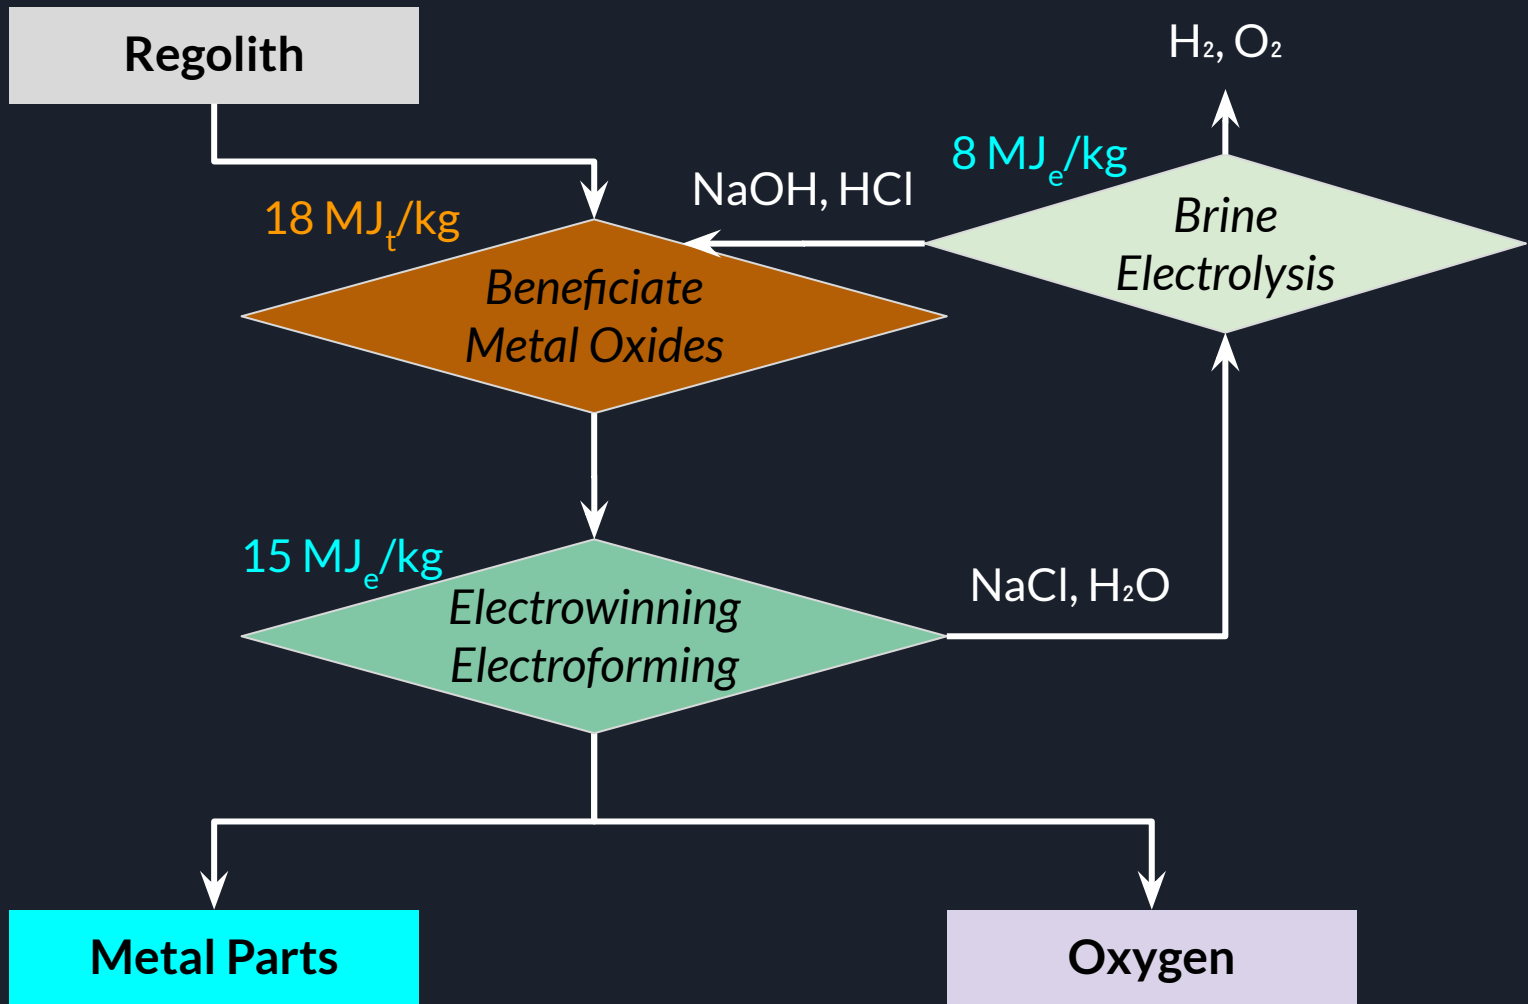 Regolith
H₂, O₂
8 MJₑ/kg
NaOH, HCl
18 MJₜ/kg
Brine
Electrolysis
Beneficiate
Metal Oxides
15 MJₑ/kg
Electrowinning
Electroforming
NaCl, H₂O
Metal Parts
Oxygen